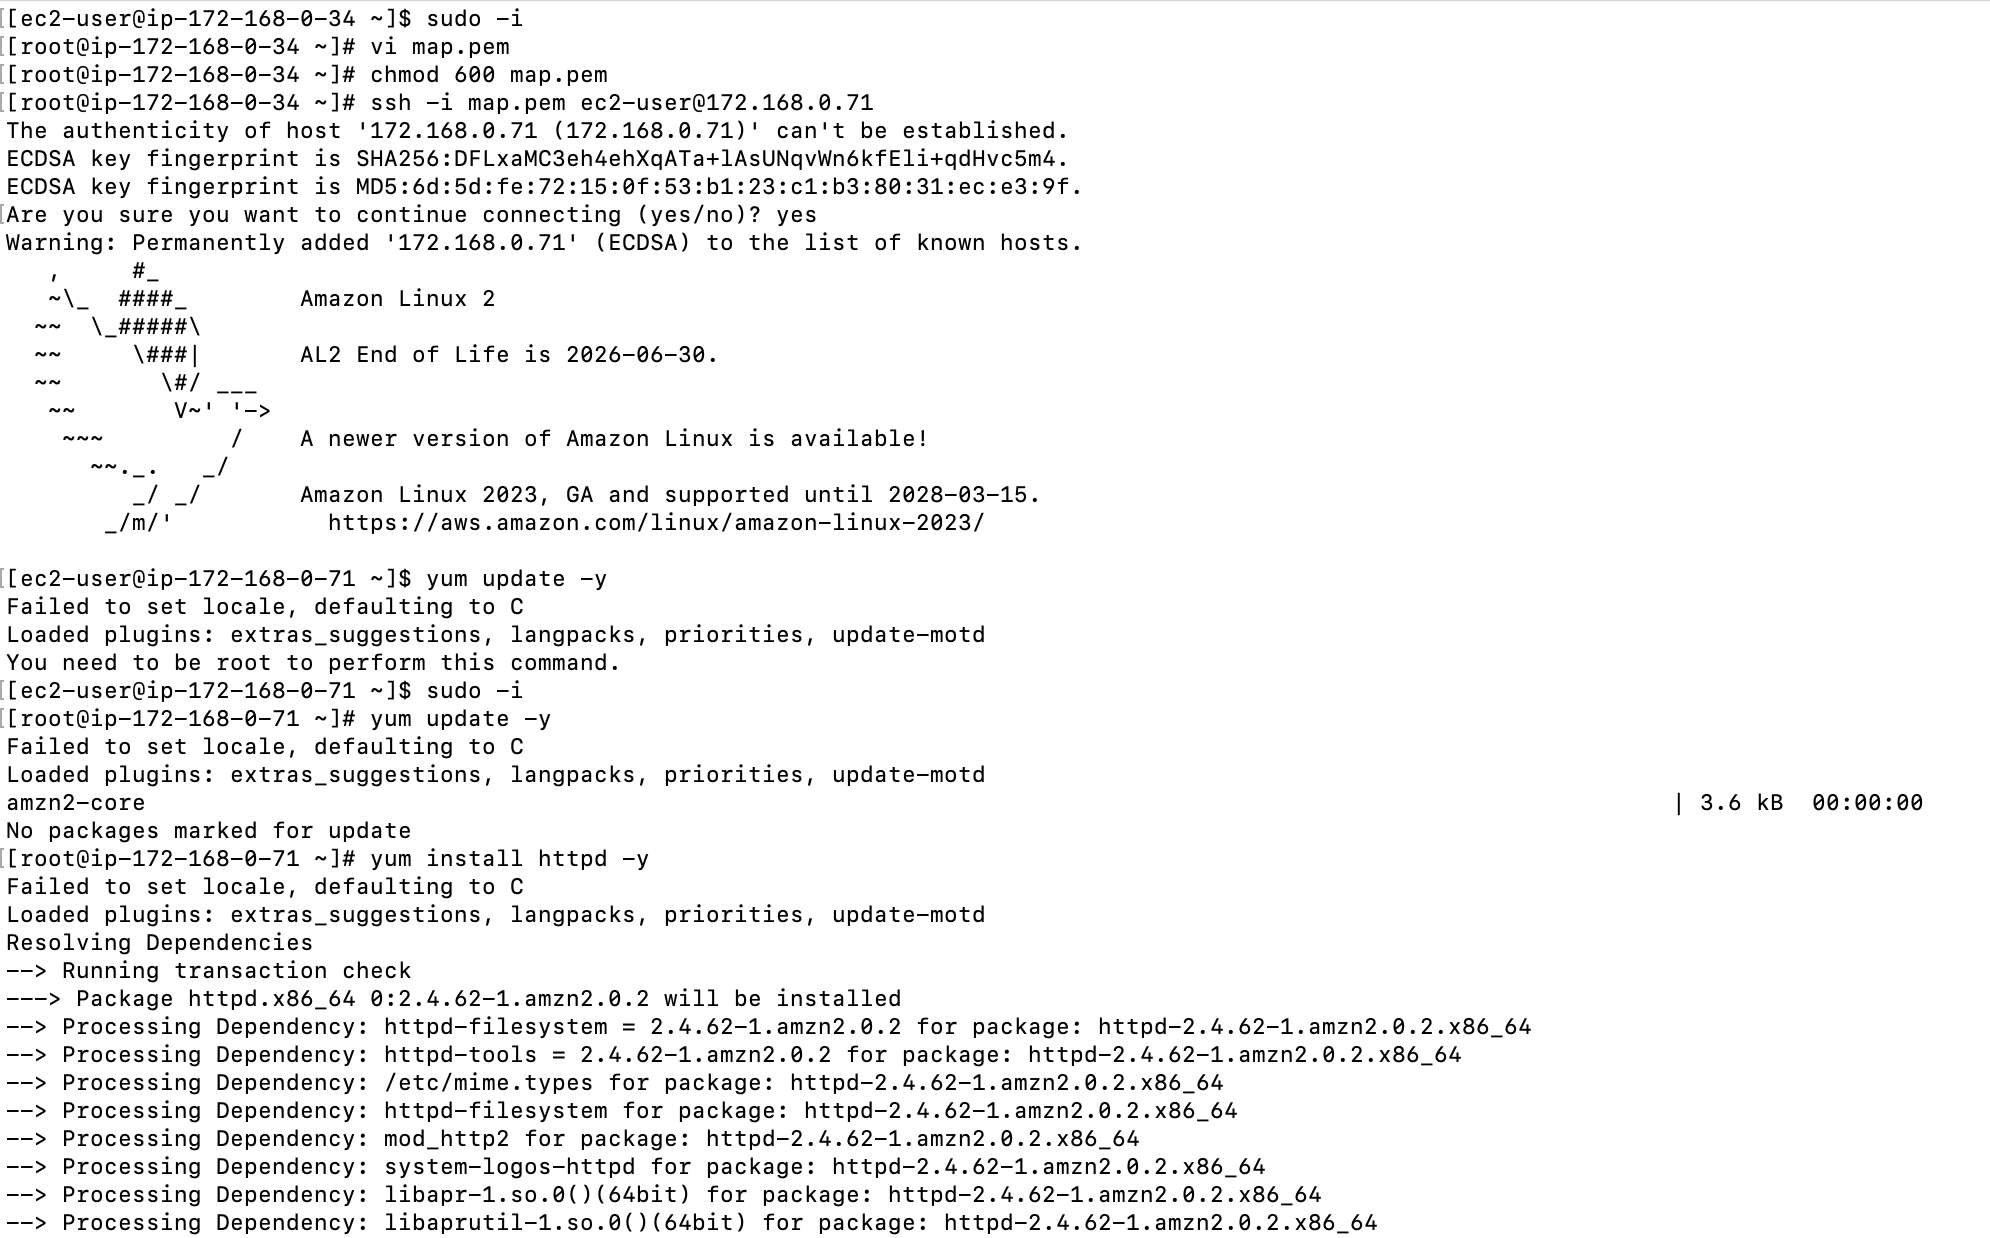 [[ec2-user@ip-172-168-0-34 ~]$ sudo -i
[[root@ip-172-168-0-34 ~]# vi map.pem
[[root@ip-172-168-0-34 ~]# chmod 600 map.pem
[[root@ip-172-168-0-34 ~]# ssh -i map.pem ec2-user@172.168.0.71
The authenticity of host '172.168.0.71 (172.168.0.71)' can't be established.
ECDSA key fingerprint is SHA256:DFLxaMC3eh4ehXqATa+lAsUNqvWn6kfEli+qdHvc5m4.
ECDSA key fingerprint is MD5:6d:5d:fe:72:15:0f:53:b1:23:c1:b3:80:31:ec:e3:9f.
[Are you sure you want to continue connecting (yes/no)? yes
Warning: Permanently added '172.168.0.71' (ECDSA) to the list of known hosts.
   ,     #_
   ~\_  ####_        Amazon Linux 2
  ~~  \_#####\
  ~~     \###|       AL2 End of Life is 2026-06-30.
  ~~       \#/ ___
   ~~       V~' '->
    ~~~         /    A newer version of Amazon Linux is available!
      ~~._.   _/
         _/ _/       Amazon Linux 2023, GA and supported until 2028-03-15.
       _/m/'           https://aws.amazon.com/linux/amazon-linux-2023/

[[ec2-user@ip-172-168-0-71 ~]$ yum update -y
Failed to set locale, defaulting to C
Loaded plugins: extras_suggestions, langpacks, priorities, update-motd
You need to be root to perform this command.
[[ec2-user@ip-172-168-0-71 ~]$ sudo -i
[[root@ip-172-168-0-71 ~]# yum update -y
Failed to set locale, defaulting to C
Loaded plugins: extras_suggestions, langpacks, priorities, update-motd
amzn2-core | 3.6 kB  00:00:00
No packages marked for update
[[root@ip-172-168-0-71 ~]# yum install httpd -y
Failed to set locale, defaulting to C
Loaded plugins: extras_suggestions, langpacks, priorities, update-motd
Resolving Dependencies
--> Running transaction check
---> Package httpd.x86_64 0:2.4.62-1.amzn2.0.2 will be installed
--> Processing Dependency: httpd-filesystem = 2.4.62-1.amzn2.0.2 for package: httpd-2.4.62-1.amzn2.0.2.x86_64
--> Processing Dependency: httpd-tools = 2.4.62-1.amzn2.0.2 for package: httpd-2.4.62-1.amzn2.0.2.x86_64
--> Processing Dependency: /etc/mime.types for package: httpd-2.4.62-1.amzn2.0.2.x86_64
--> Processing Dependency: httpd-filesystem for package: httpd-2.4.62-1.amzn2.0.2.x86_64
--> Processing Dependency: mod_http2 for package: httpd-2.4.62-1.amzn2.0.2.x86_64
--> Processing Dependency: system-logos-httpd for package: httpd-2.4.62-1.amzn2.0.2.x86_64
--> Processing Dependency: libapr-1.so.0()(64bit) for package: httpd-2.4.62-1.amzn2.0.2.x86_64
--> Processing Dependency: libaprutil-1.so.0()(64bit) for package: httpd-2.4.62-1.amzn2.0.2.x86_64